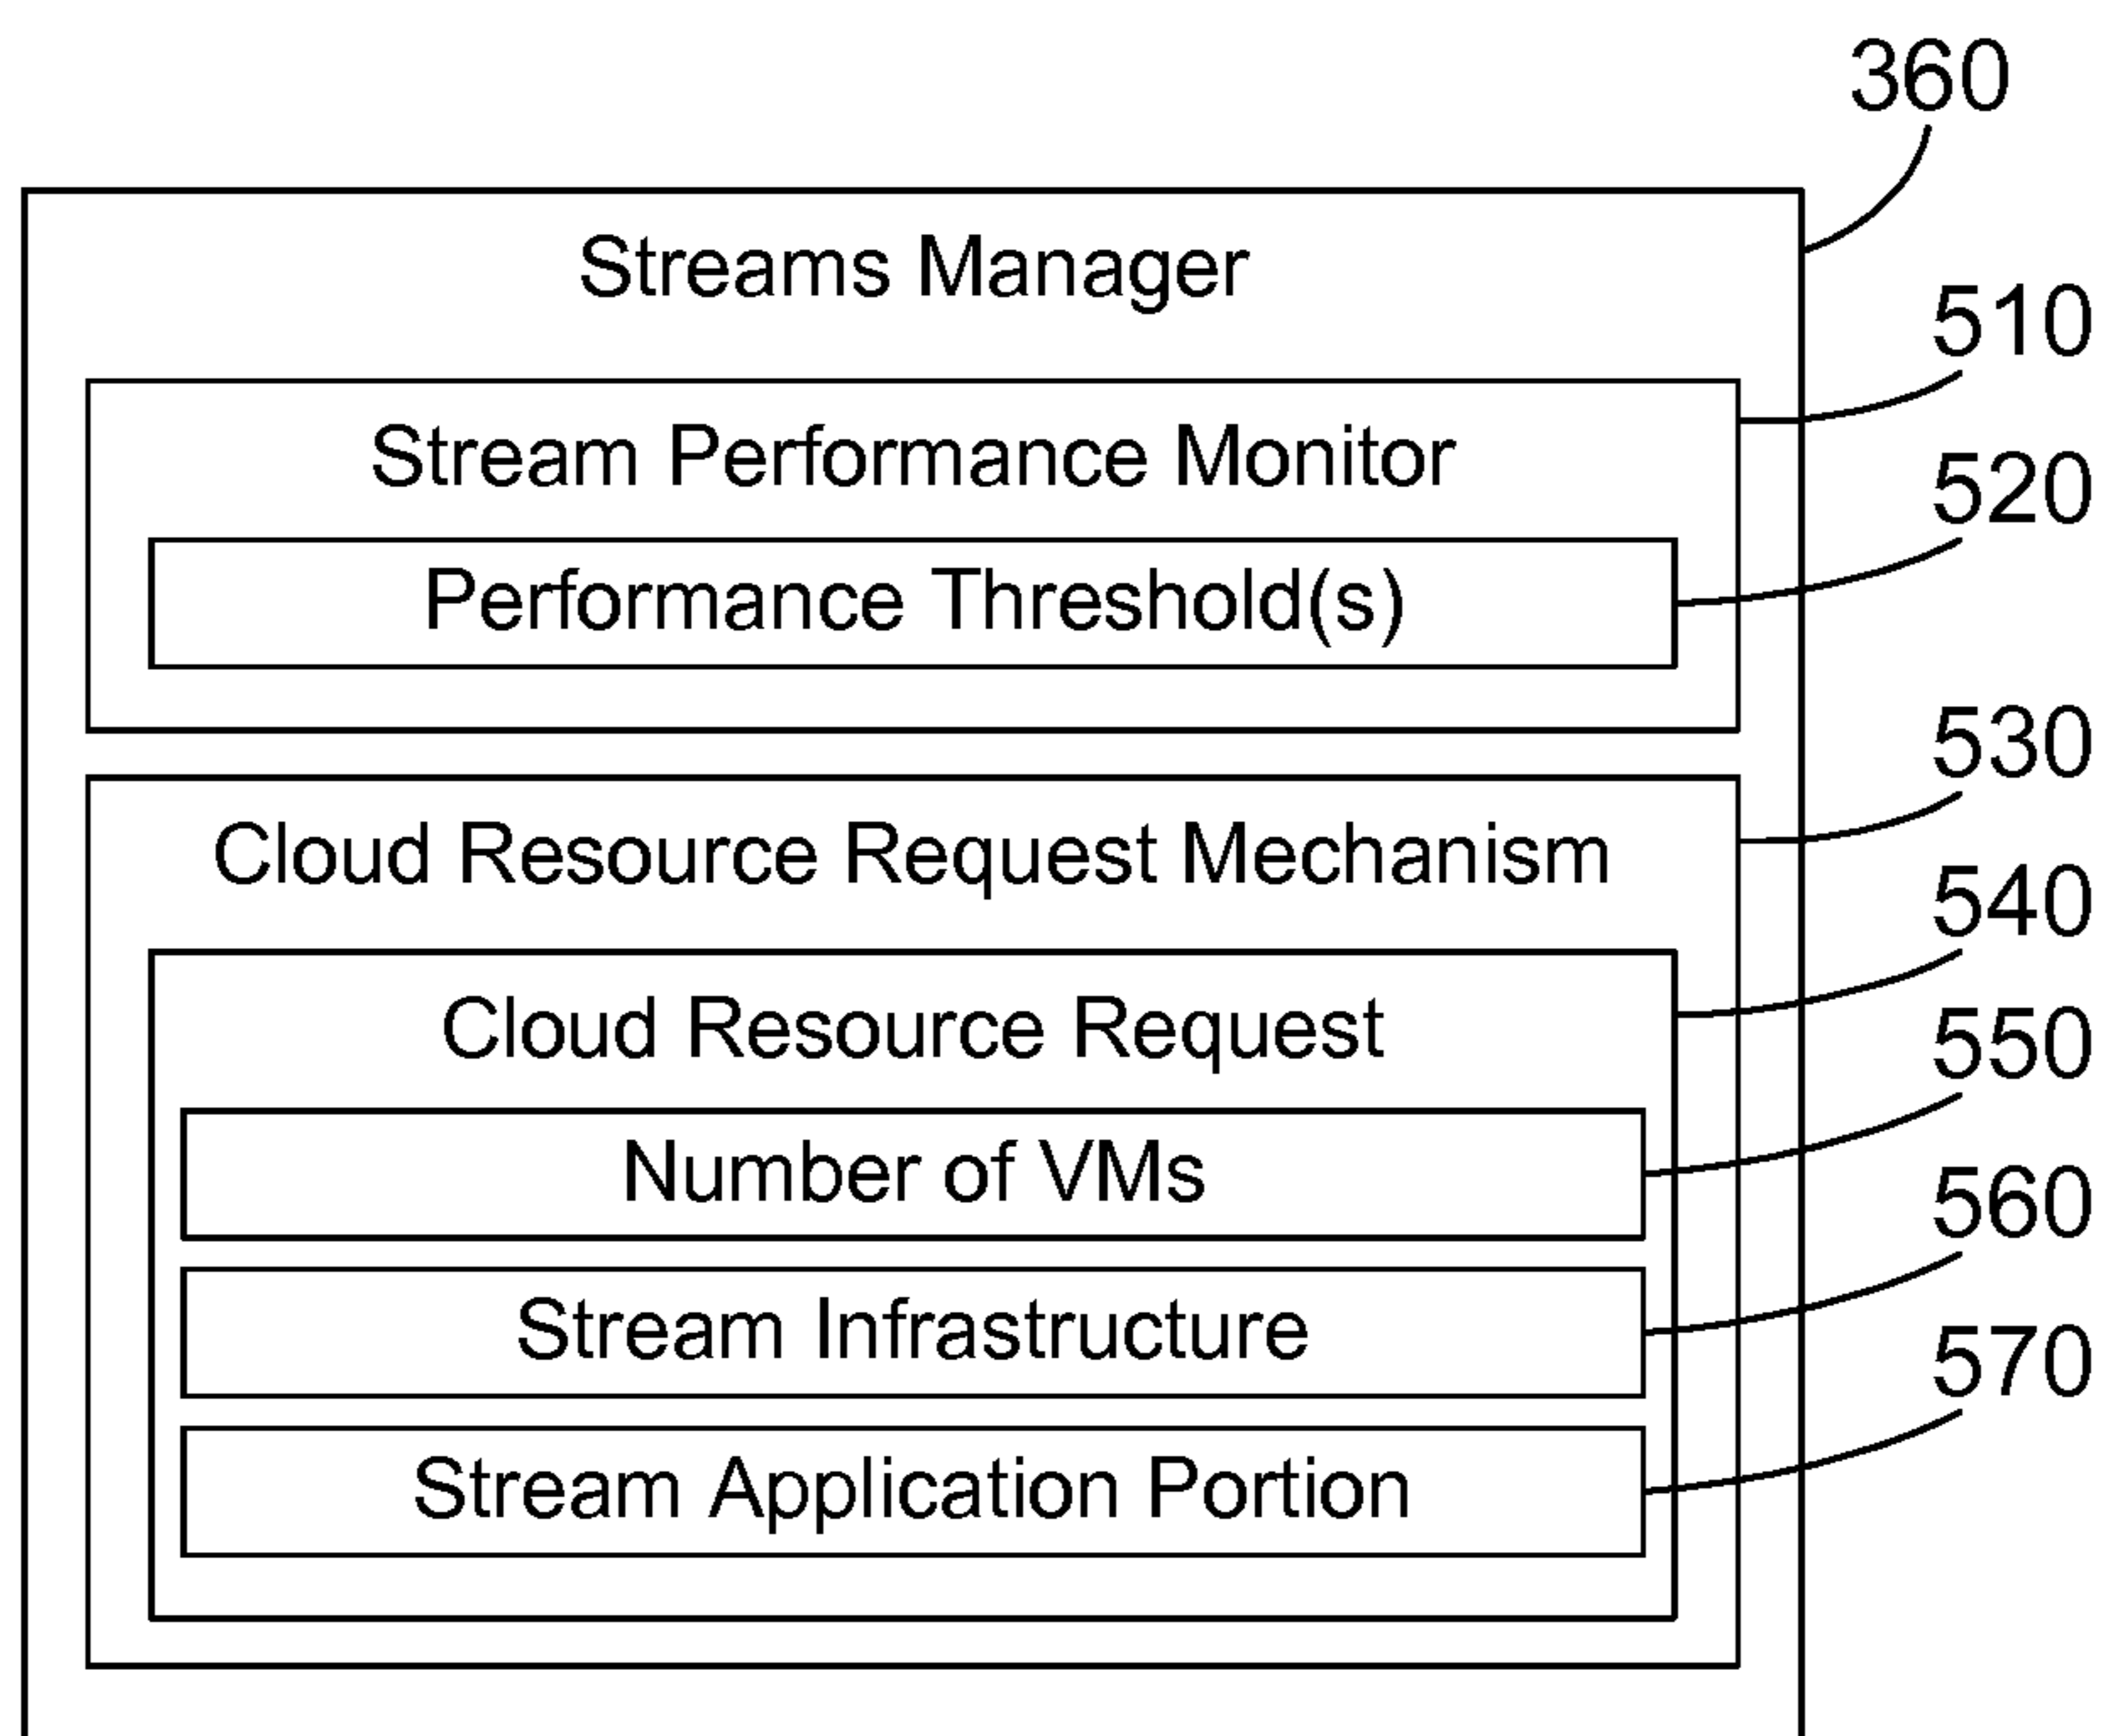 360
Streams Manager
510
Stream Performance Monitor
520
Performance Threshold(s)
530
Cloud Resource Request Mechanism
540
Cloud Resource Request
550
Number of VMs
560
Stream Infrastructure
570
Stream Application Portion